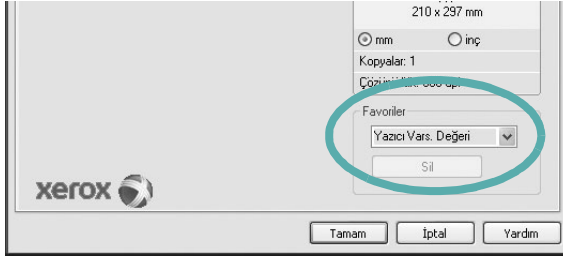 210 x 297 mm
mm
inç
Kopyalar: 1
Favoriler
Yazıcı Vars. Değeri
Sil
xerox
Tamam
İptal
Yardım